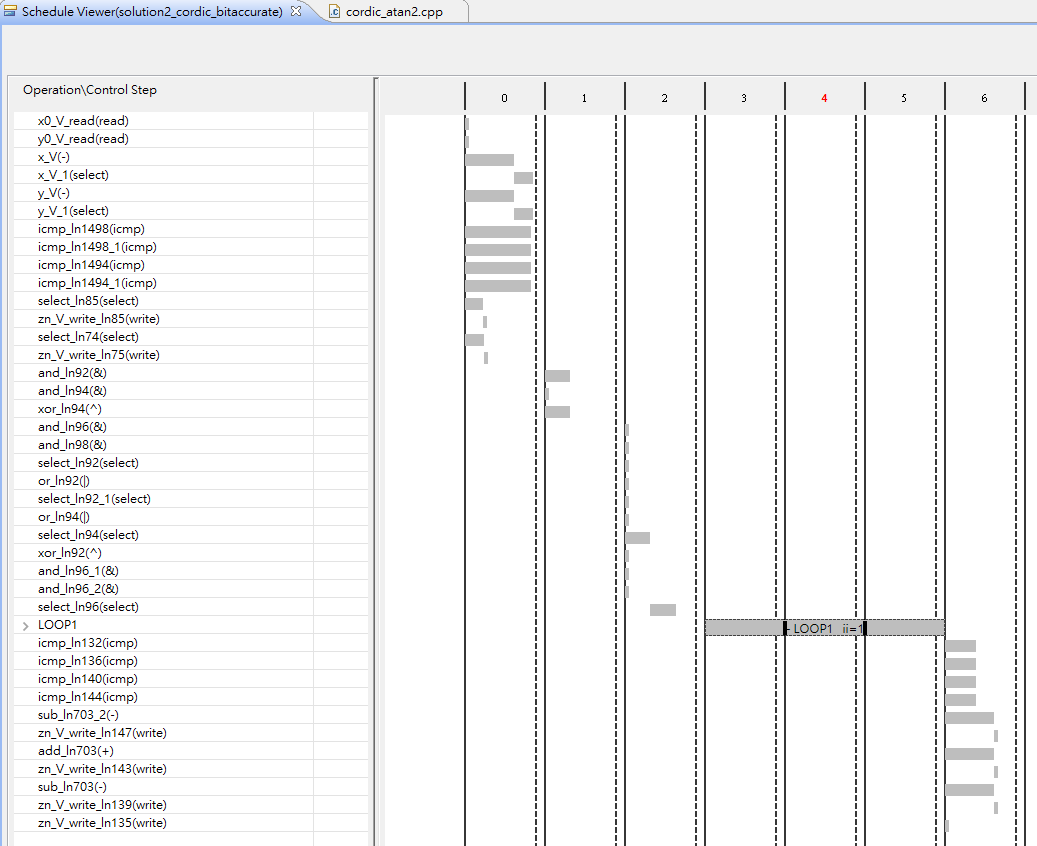 Schedule Viewer(solution2_cordic_bitaccurate) cordic_atan2.cpp
Operation\Control Step 0 1 2 3 4 5 6
x0_V_read(read)
y0_V_read(read)
x_V(-)
x_V_1(select)
y_V(-)
y_V_1(select)
icmp_ln1498(icmp)
icmp_ln1498_1(icmp)
icmp_ln1494(icmp)
icmp_ln1494_1(icmp)
select_ln85(select)
zn_V_write_ln85(write)
select_ln74(select)
zn_V_write_ln75(write)
and_ln92(&)
and_ln94(&)
xor_ln94(^)
and_ln96(&)
and_ln98(&)
select_ln92(select)
or_ln92(|)
select_ln92_1(select)
or_ln94(|)
select_ln94(select)
xor_ln92(^)
and_ln96_1(&)
and_ln96_2(&)
select_ln96(select)
LOOP1 LOOP1 ii=1
icmp_ln132(icmp)
icmp_ln136(icmp)
icmp_ln140(icmp)
icmp_ln144(icmp)
sub_ln703_2(-)
zn_V_write_ln147(write)
add_ln703(+)
zn_V_write_ln143(write)
sub_ln703(-)
zn_V_write_ln139(write)
zn_V_write_ln135(write)